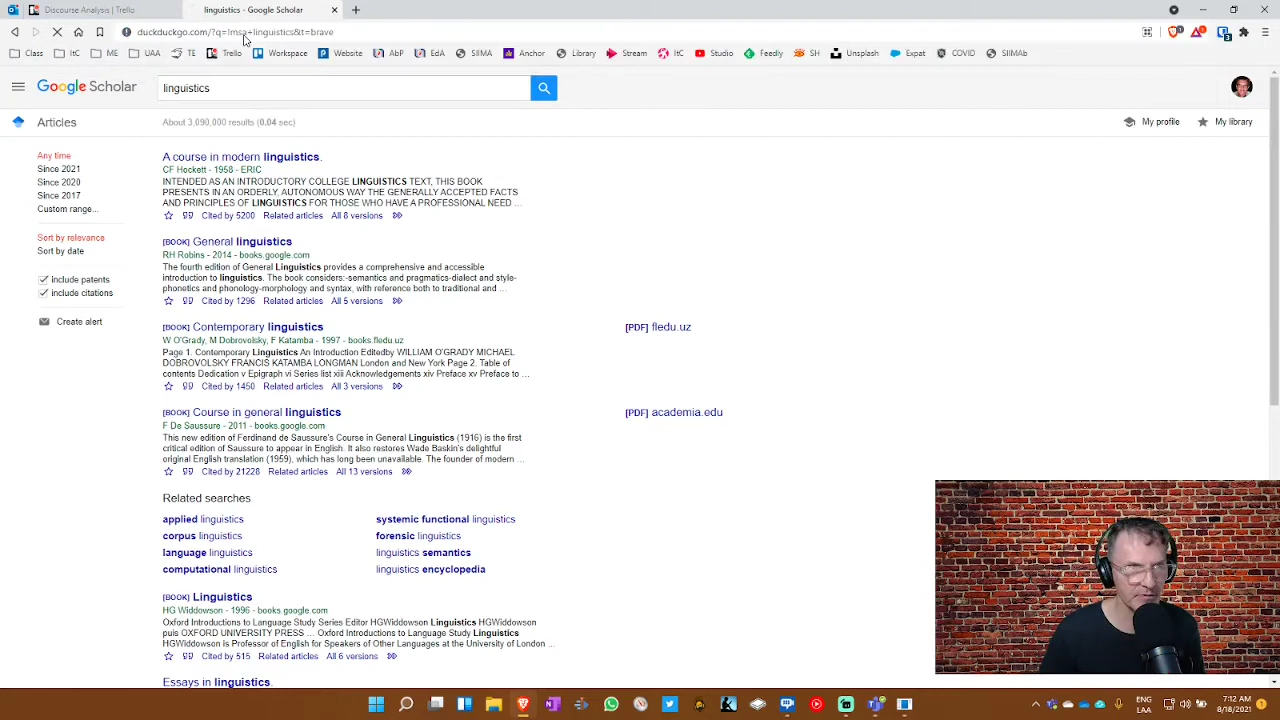 Discourse Analysis | Trello
linguistics - Google Scholar
duckduckgo.com/?q=lmsa+linguistics&t=brave
Class ItC ME UAA TE Trello Workspace Website AbP EdA SIIMA Anchor Library Stream ItC Studio Feedly SH Unsplash Expat COVID SIIMAb
Google Scholar
linguistics
Articles
About 3,090,000 results (0.04 sec)
My profile My library
Any time
Since 2021
Since 2020
Since 2017
Custom range...
Sort by relevance
Sort by date
include patents
include citations
Create alert
A course in modern linguistics.
CF Hockett - 1958 - ERIC
INTENDED AS AN INTRODUCTORY COLLEGE LINGUISTICS TEXT, THIS BOOK
PRESENTS IN AN ORDERLY, AUTONOMOUS WAY THE GENERALLY ACCEPTED FACTS
AND PRINCIPLES OF LINGUISTICS FOR THOSE WHO HAVE A PROFESSIONAL NEED ...
Cited by 5200 Related articles All 8 versions
[BOOK] General linguistics
RH Robins - 2014 - books.google.com
The fourth edition of General Linguistics provides a comprehensive and accessible
introduction to linguistics. The book considers:-semantics and pragmatics-dialect and style-
phonetics and phonology-morphology and syntax, with reference both to traditional and ...
Cited by 1296 Related articles All 5 versions
[BOOK] Contemporary linguistics
[PDF] fledu.uz
W O'Grady, M Dobrovolsky, F Katamba - 1997 - books.fledu.uz
Page 1. Contemporary Linguistics An Introduction Editedby WILLIAM O'GRADY MICHAEL
DOBROVOLSKY FRANCIS KATAMBA LONGMAN London and New York Page 2. Table of
contents Dedication v Epigraph vi Series list xiii Acknowledgements xiv Preface xv Preface to ...
Cited by 1450 Related articles All 3 versions
[BOOK] Course in general linguistics
[PDF] academia.edu
F De Saussure - 2011 - books.google.com
This new edition of Ferdinand de Saussure's Course in General Linguistics (1916) is the first
critical edition of Saussure to appear in English. It also restores Wade Baskin's delightful
original English translation (1959), which has long been unavailable. The founder of modern ...
Cited by 21228 Related articles All 13 versions
Related searches
applied linguistics systemic functional linguistics
corpus linguistics forensic linguistics
language linguistics linguistics semantics
computational linguistics linguistics encyclopedia
[BOOK] Linguistics
HG Widdowson - 1996 - books.google.com
Oxford Introductions to Language Study Series Editor HGWiddowson Linguistics HGWiddowson
puis OXFORD UNIVERSITY PRESS ... Oxford Introductions to Language Study Linguistics
HGWiddowson is Professor of English for Speakers of Other Languages at the University of London ...
Cited by 515 Related articles All 6 versions
Essays in linguistics.
ENG
LAA
7:12 AM
8/18/2021